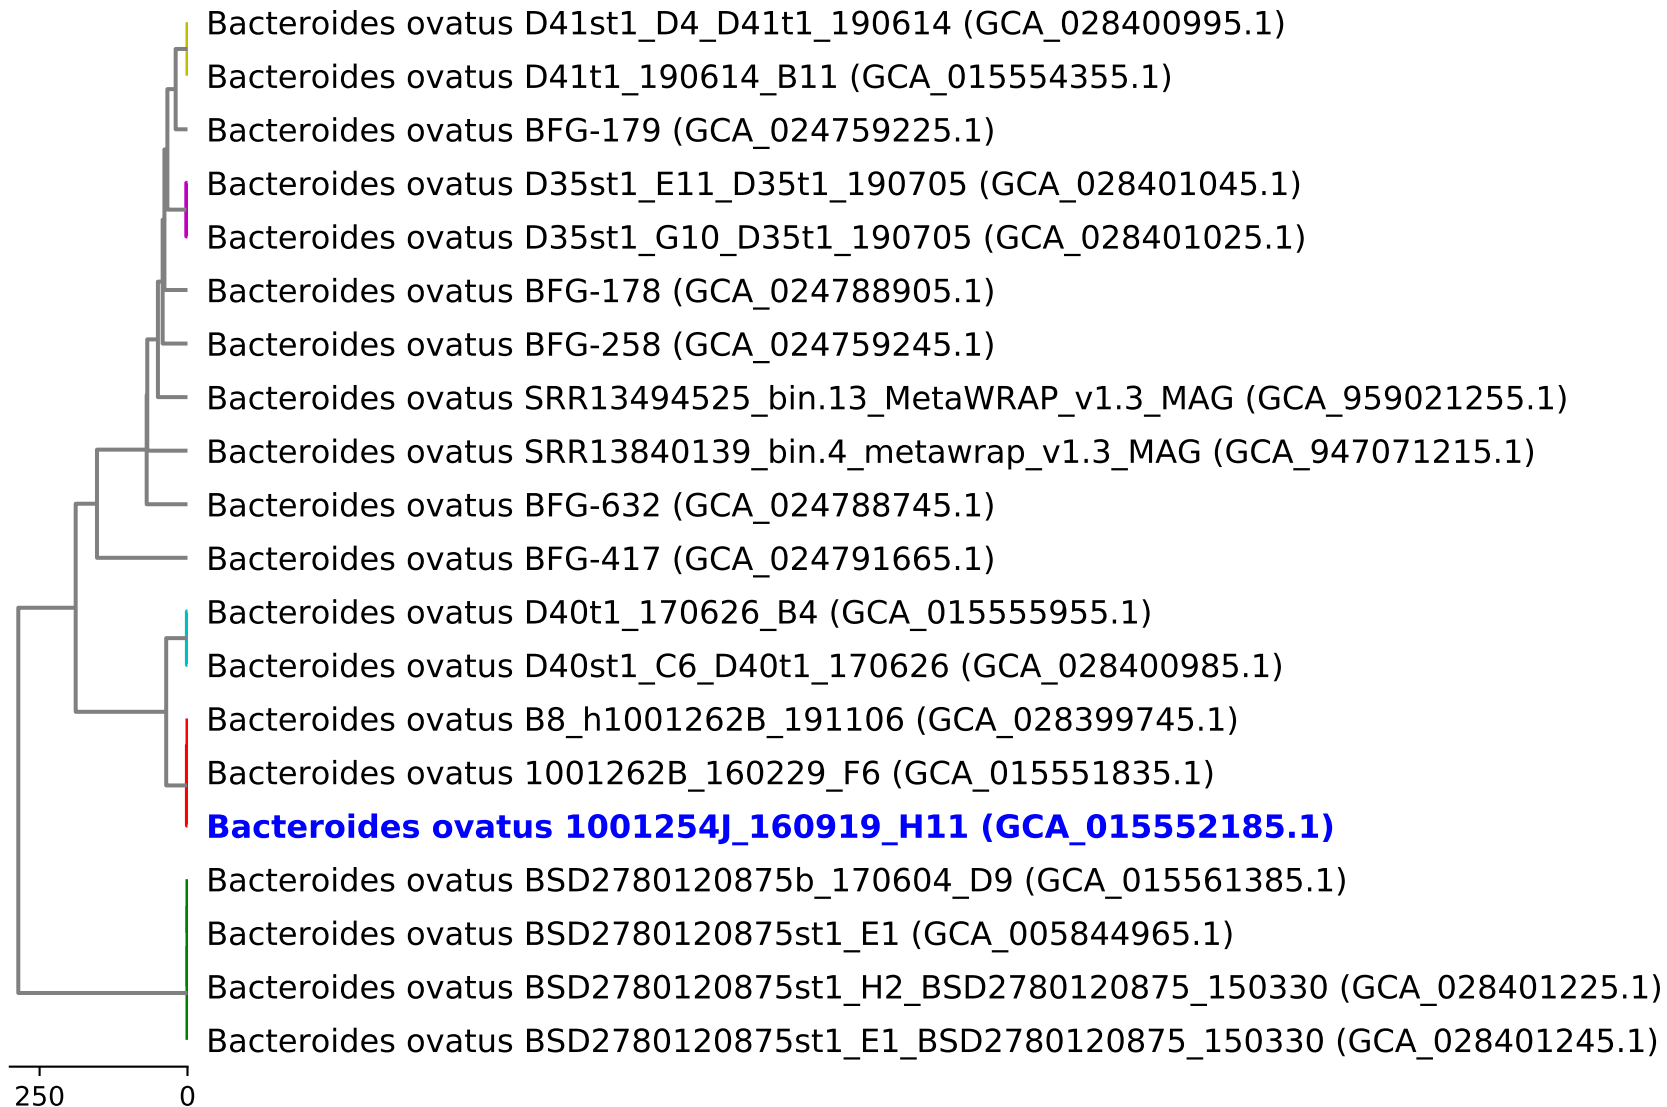 Bacteroides ovatus D41st1_D4_D41t1_190614 (GCA_028400995.1)
Bacteroides ovatus D41t1_190614_B11 (GCA_015554355.1)
Bacteroides ovatus BFG-179 (GCA_024759225.1)
Bacteroides ovatus D35st1_E11_D35t1_190705 (GCA_028401045.1)
Bacteroides ovatus D35st1_G10_D35t1_190705 (GCA_028401025.1)
Bacteroides ovatus BFG-178 (GCA_024788905.1)
Bacteroides ovatus BFG-258 (GCA_024759245.1)
Bacteroides ovatus SRR13494525_bin.13_MetaWRAP_v1.3_MAG (GCA_959021255.1)
Bacteroides ovatus SRR13840139_bin.4_metawrap_v1.3_MAG (GCA_947071215.1)
Bacteroides ovatus BFG-632 (GCA_024788745.1)
Bacteroides ovatus BFG-417 (GCA_024791665.1)
Bacteroides ovatus D40t1_170626_B4 (GCA_015555955.1)
Bacteroides ovatus D40st1_C6_D40t1_170626 (GCA_028400985.1)
Bacteroides ovatus B8_h1001262B_191106 (GCA_028399745.1)
Bacteroides ovatus 1001262B_160229_F6 (GCA_015551835.1)
Bacteroides ovatus 1001254J_160919_H11 (GCA_015552185.1)
Bacteroides ovatus BSD2780120875b_170604_D9 (GCA_015561385.1)
Bacteroides ovatus BSD2780120875st1_E1 (GCA_005844965.1)
Bacteroides ovatus BSD2780120875st1_H2_BSD2780120875_150330 (GCA_028401225.1)
Bacteroides ovatus BSD2780120875st1_E1_BSD2780120875_150330 (GCA_028401245.1)
250 0